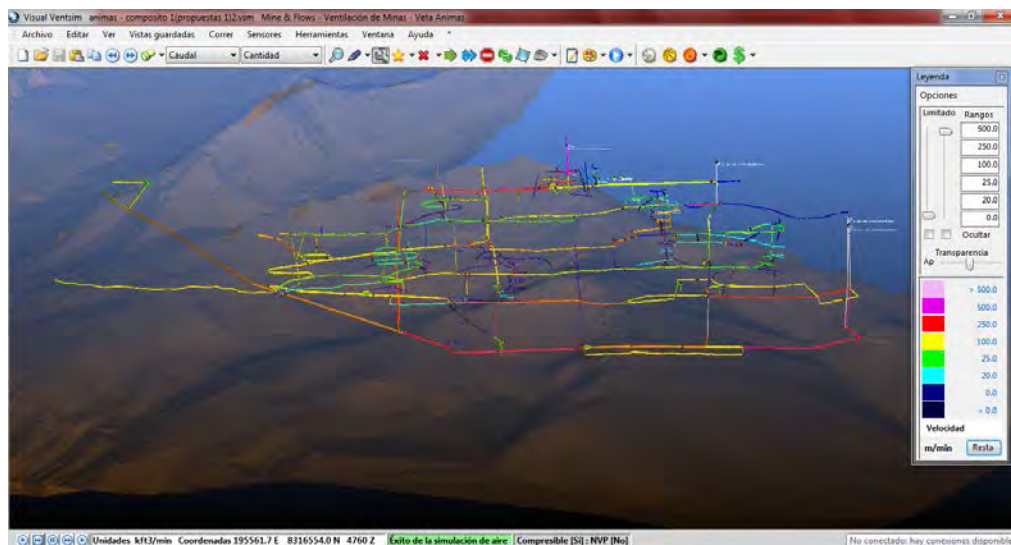 Visual Ventsim animas - composito 1(propuestas 1)2.vsm Mine & Flows - Ventilación de Minas - Veta Animas
Archivo Editar Ver Vistas guardadas Correr Sensores Herramientas Ventana Ayuda
Caudal Cantidad
Leyenda
Opciones
Limitado Rangos
500.0
250.0
100.0
25.0
20.0
0.0
Ocultar
Transparencia
Ap
> 500.0
500.0
250.0
100.0
25.0
20.0
0.0
< 0.0
Velocidad
m/min Resta
Unidades kft3/min Coordenadas 195561.7 E 8316554.0 N 4760 Z Éxito de la simulación de aire Compresible [Sí] : NVP [No] No conectado: hay conexiones disponible